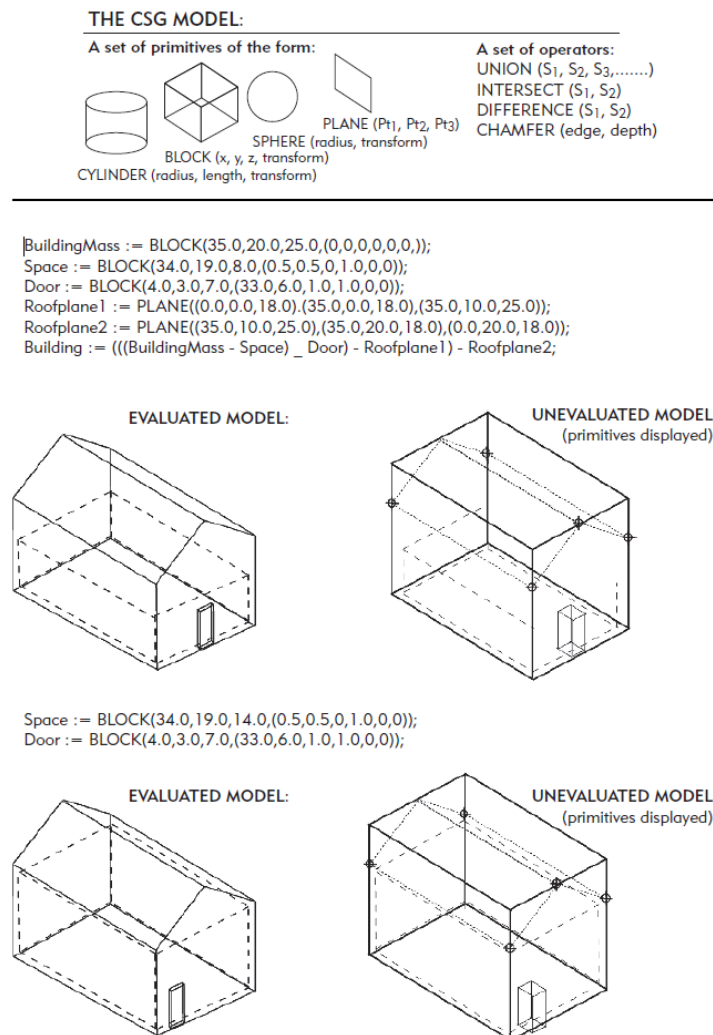 THE CSG MODEL:
A set of primitives of the form:
A set of operators:
UNION (S1, S2, S3,.......)
INTERSECT (S1, S2)
DIFFERENCE (S1, S2)
CHAMFER (edge, depth)
PLANE (Pt1, Pt2, Pt3)
SPHERE (radius, transform)
BLOCK (x, y, z, transform)
CYLINDER (radius, length, transform)
BuildingMass := BLOCK(35.0,20.0,25.0,(0,0,0,0,0,0,));
Space := BLOCK(34.0,19.0,8.0,(0.5,0.5,0,1.0,0,0));
Door := BLOCK(4.0,3.0,7.0,(33.0,6.0,1.0,1.0,0,0));
Roofplane1 := PLANE((0.0,0.0,18.0).(35.0,0.0,18.0),(35.0,10.0,25.0));
Roofplane2 := PLANE((35.0,10.0,25.0),(35.0,20.0,18.0),(0.0,20.0,18.0));
Building := (((BuildingMass - Space) _ Door) - Roofplane1) - Roofplane2;
EVALUATED MODEL:
UNEVALUATED MODEL
(primitives displayed)
Space := BLOCK(34.0,19.0,14.0,(0.5,0.5,0,1.0,0,0));
Door := BLOCK(4.0,3.0,7.0,(33.0,6.0,1.0,1.0,0,0));
EVALUATED MODEL:
UNEVALUATED MODEL
(primitives displayed)